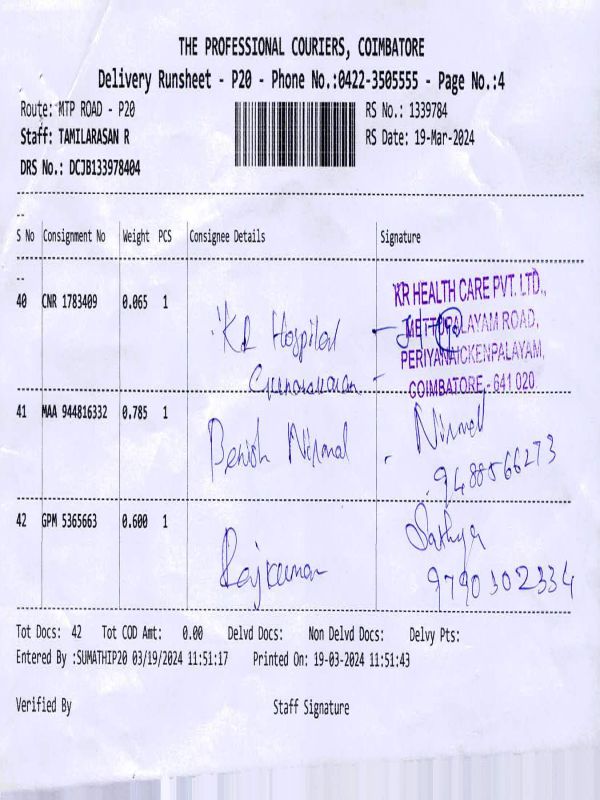 THE PROFESSIONAL COURIERS, COIMBATORE
Delivery Runsheet - P20 - Phone No.:0422-3505555 - Page No.:4
Route: MTP ROAD - P20 RS No.: 1339784
Staff: TAMILARASAN R RS Date: 19-Mar-2024
DRS No.: DCJB133978404
--
S No Consignment No Weight PCS Consignee Details Signature
--
40 CNR 1783409 0.065 1
KR Hospital
KR HEALTH CARE PVT. LTD.,
METTUPALAYAM ROAD,
PERIYANAICKENPALAYAM,
COIMBATORE - 641 020
41 MAA 944816332 0.785 1
Benish Nirmal
Nirmal
9488566273
42 GPM 5365663 0.600 1
Rajkumar
Sathya
9790302334
Tot Docs: 42 Tot COD Amt: 0.00 Delvd Docs: Non Delvd Docs: Delvy Pts:
Entered By :SUMATHIP20 03/19/2024 11:51:17 Printed On: 19-03-2024 11:51:43
Verified By Staff Signature